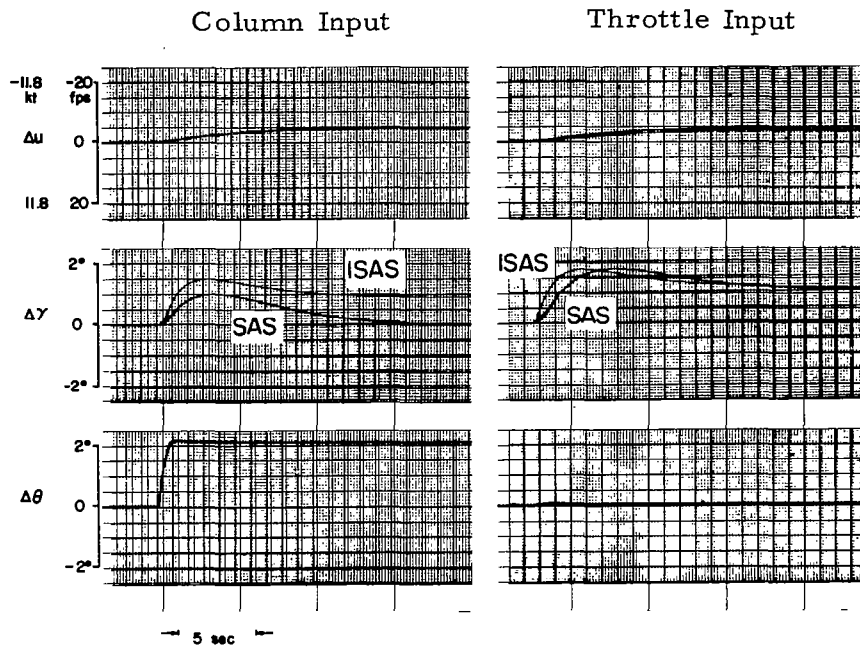 Column Input
Throttle Input
-11.8 -20
kt fps
Δu 0
11.8 20
2°
ISAS
Δγ 0
SAS
-2°
ISAS
SAS
2°
Δθ 0
-2°
5 sec